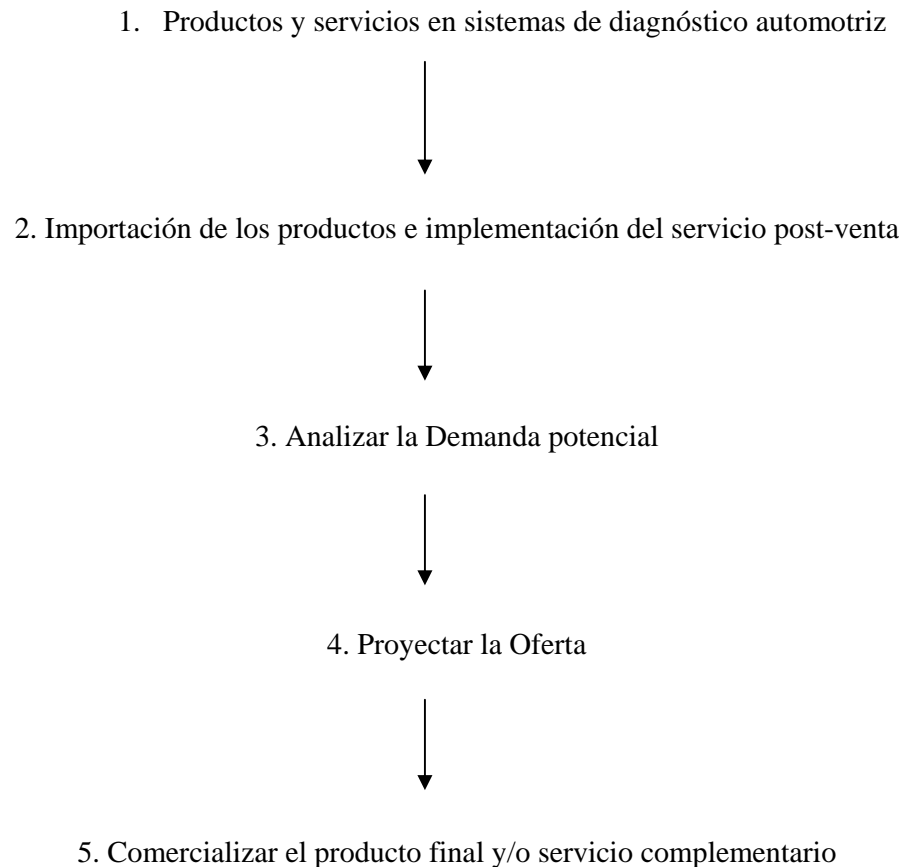 1. Productos y servicios en sistemas de diagnóstico automotriz
2. Importación de los productos e implementación del servicio post-venta
3. Analizar la Demanda potencial
4. Proyectar la Oferta
5. Comercializar el producto final y/o servicio complementario